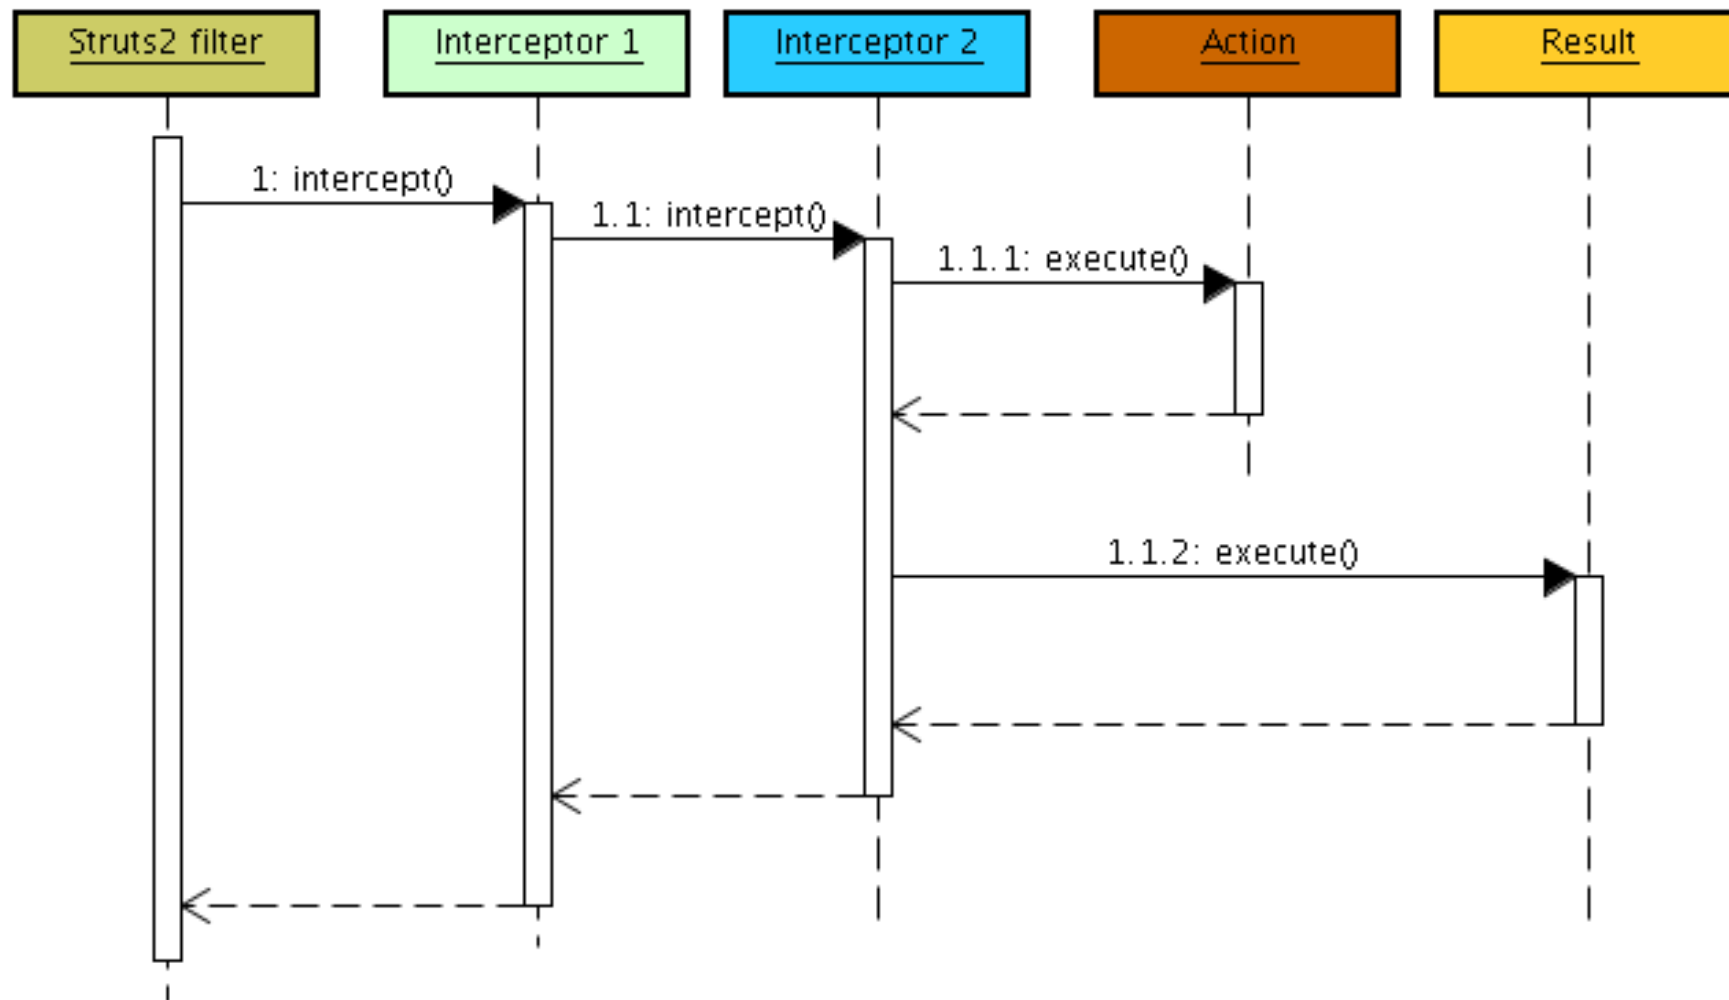 Struts2 filter
Interceptor 1
Interceptor 2
Action
Result
1: intercept()
1.1: intercept()
1.1.1: execute()
1.1.2: execute()